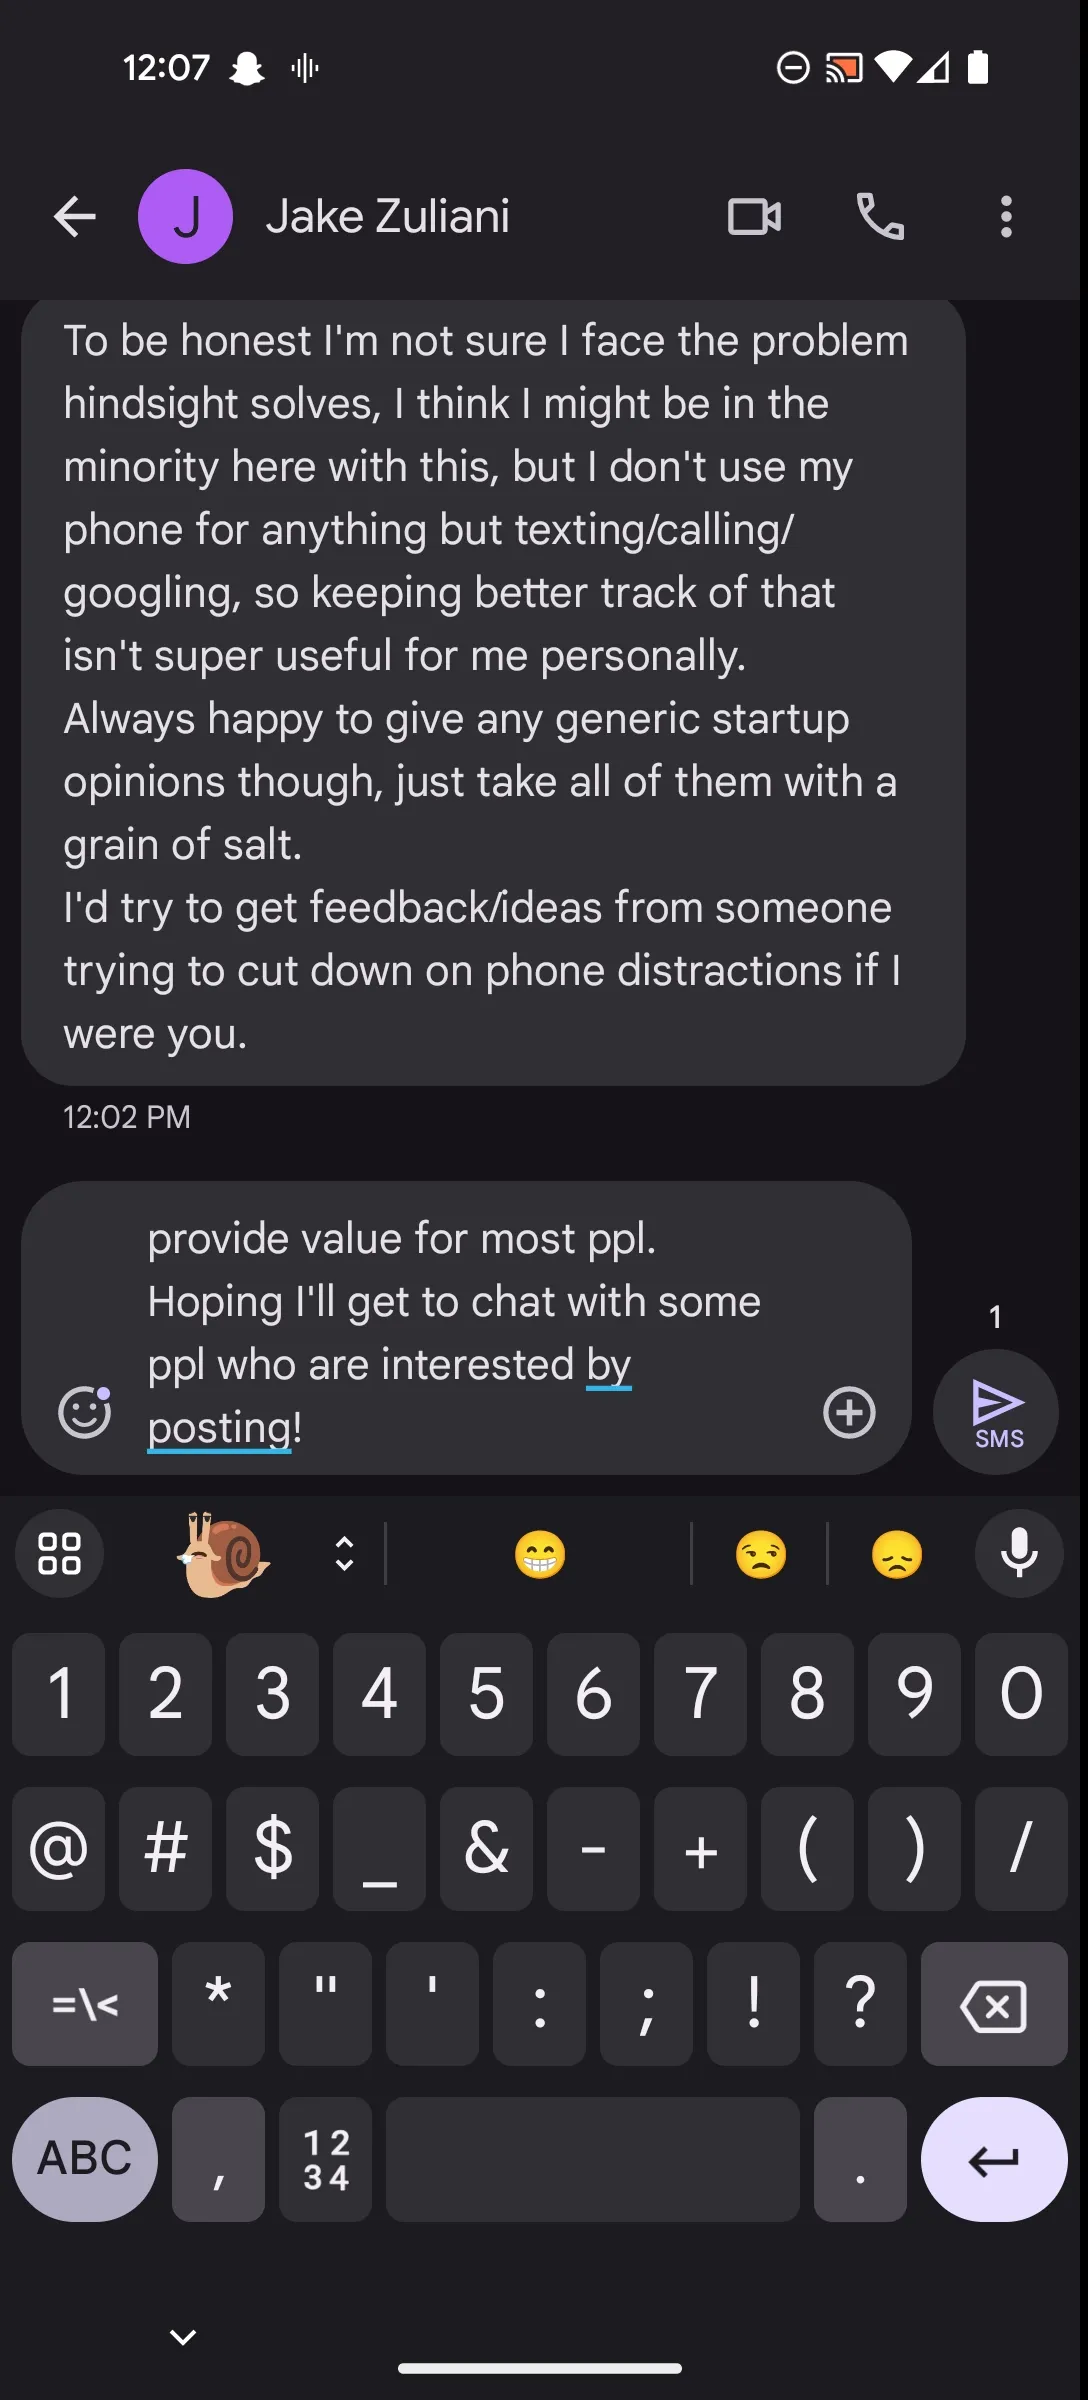 12:07
J Jake Zuliani
To be honest I'm not sure I face the problem
hindsight solves, I think I might be in the
minority here with this, but I don't use my
phone for anything but texting/calling/
googling, so keeping better track of that
isn't super useful for me personally.
Always happy to give any generic startup
opinions though, just take all of them with a
grain of salt.
I'd try to get feedback/ideas from someone
trying to cut down on phone distractions if I
were you.
12:02 PM
provide value for most ppl.
Hoping I'll get to chat with some
ppl who are interested by
posting!
1
SMS
1 2 3 4 5 6 7 8 9 0
@ # $ _ & - + ( ) /
=\< * " ' : ; ! ?
ABC , 1 2 .
3 4